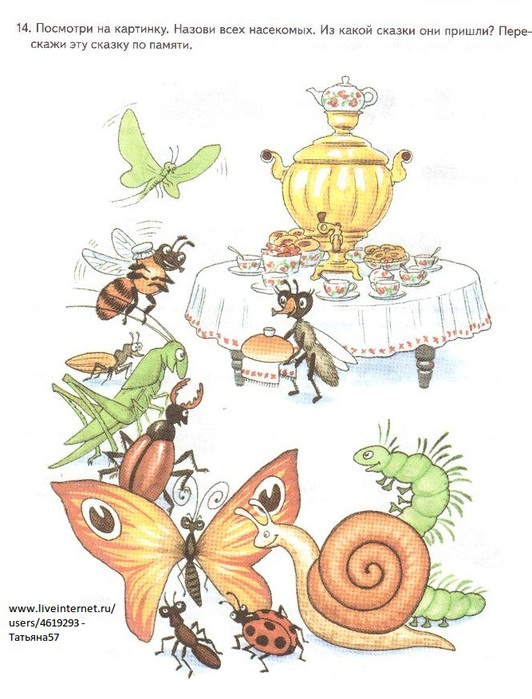 14. Посмотри на картинку. Назови всех насекомых. Из какой сказки они пришли? Пере-
скажи эту сказку по памяти.
www.liveinternet.ru/
users/4619293 -
Татьяна57